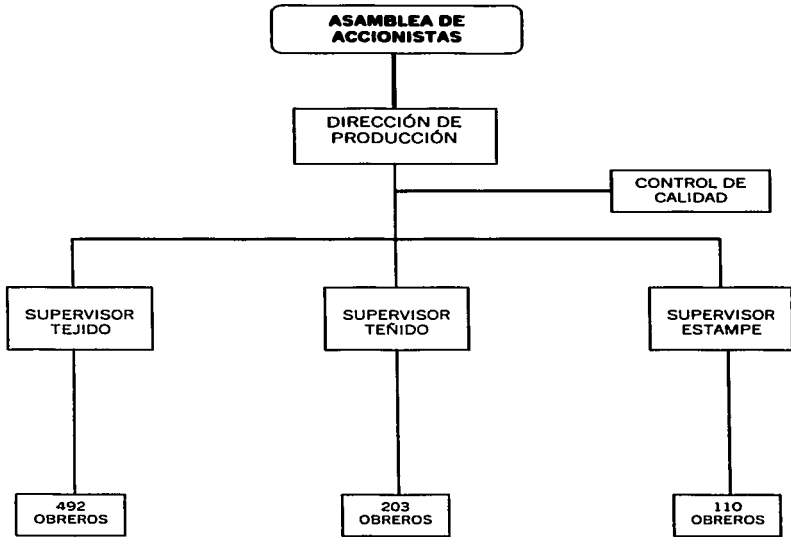 ASAMBLEA DE
ACCIONISTAS
DIRECCIÓN DE
PRODUCCIÓN
CONTROL DE
CALIDAD
SUPERVISOR
TEJIDO
SUPERVISOR
TEÑIDO
SUPERVISOR
ESTAMPE
492
OBREROS
203
OBREROS
110
OBREROS